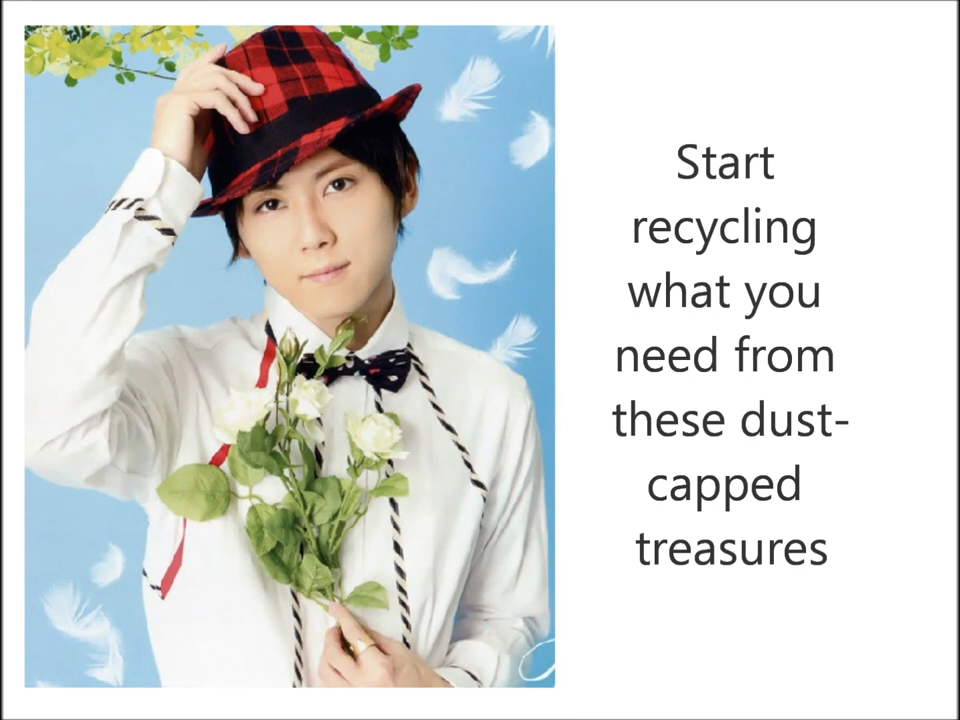 Start
recycling
what you
need from
these dust-
capped
treasures